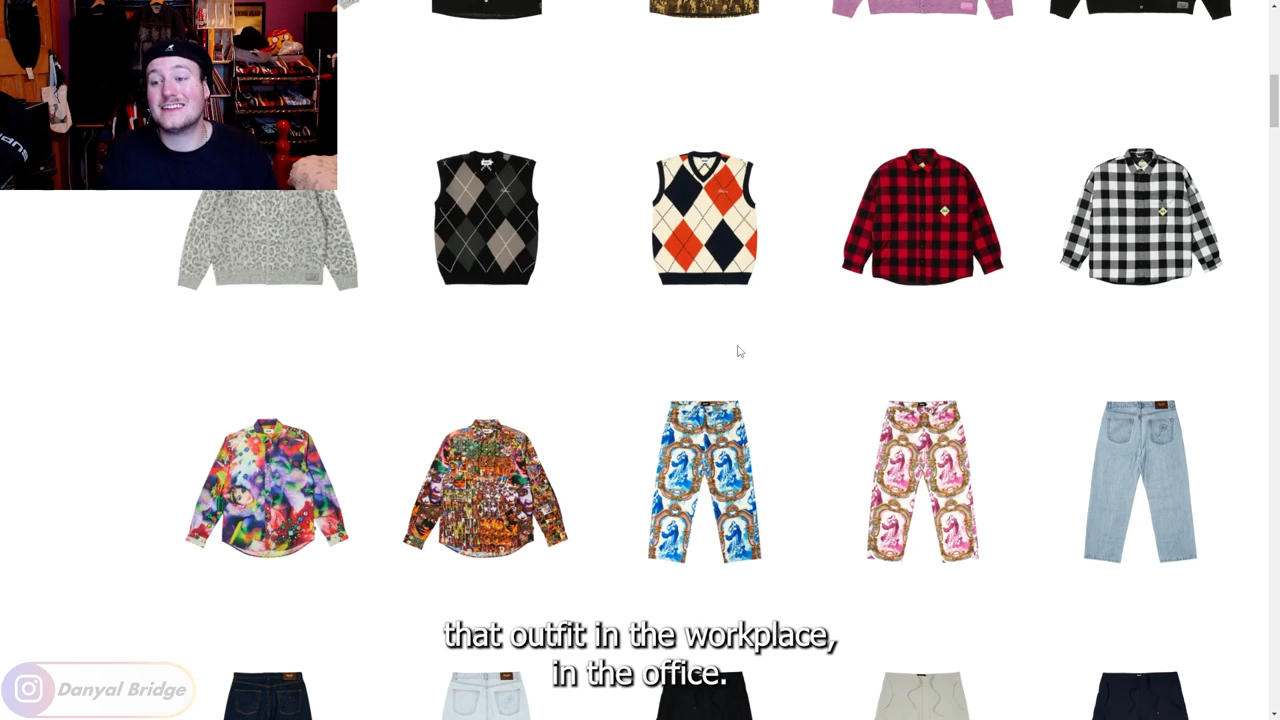 that outfit in the workplace,
in the office.
Danyal Bridge